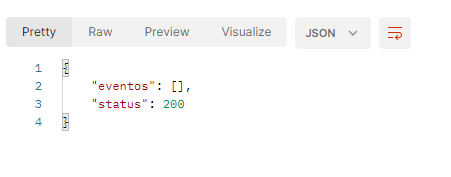 Pretty Raw Preview Visualize JSON
1 {
2 "eventos": [],
3 "status": 200
4 }